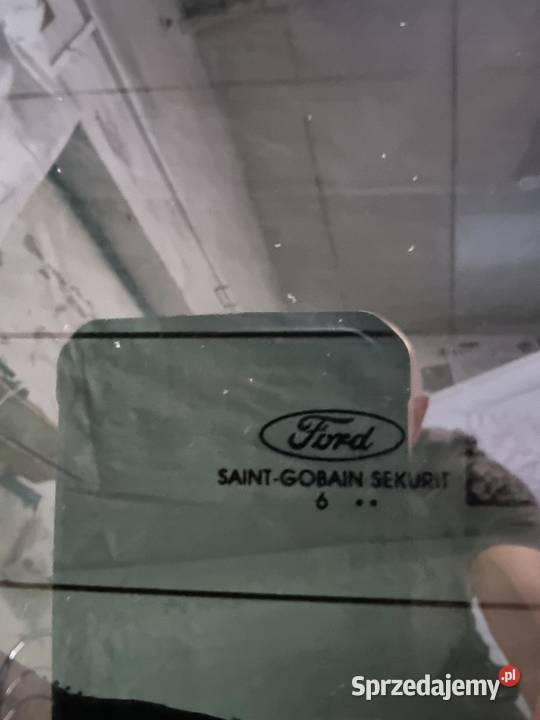 Ford
SAINT-GOBAIN SEKURIT
6 ••
Sprzedajemy.pl